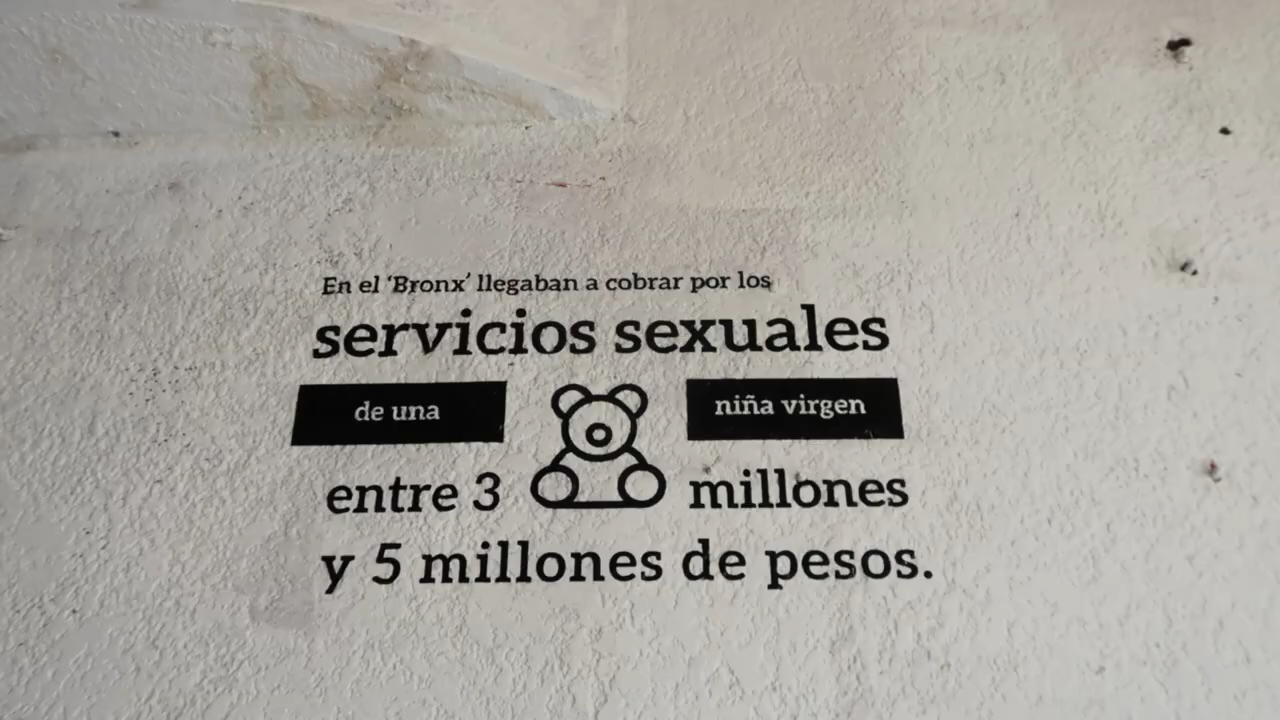 En el ‘Bronx’ llegaban a cobrar por los
servicios sexuales
de una niña virgen
entre 3 millones
y 5 millones de pesos.